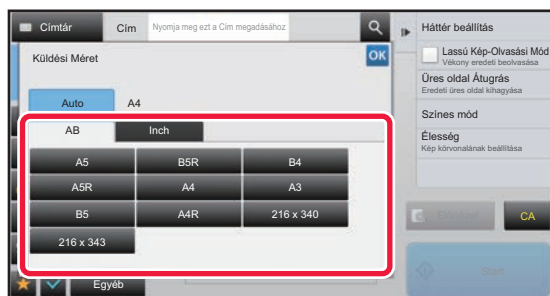 Címtár
Cím
Nyomja meg ezt a Cím megadásához
Háttér beállítás
Küldési Méret
OK
Lassú Kép-Olvasási Mód
Vékony eredeti beolvasása
Üres oldal Átugrás
Eredeti üres oldal kihagyása
Auto
A4
Színes mód
AB
Inch
Élesség
Kép körvonalának beállítása
A5
B5R
B4
A5R
A4
A3
B5
A4R
216 x 340
CA
216 x 343
Start
Egyéb